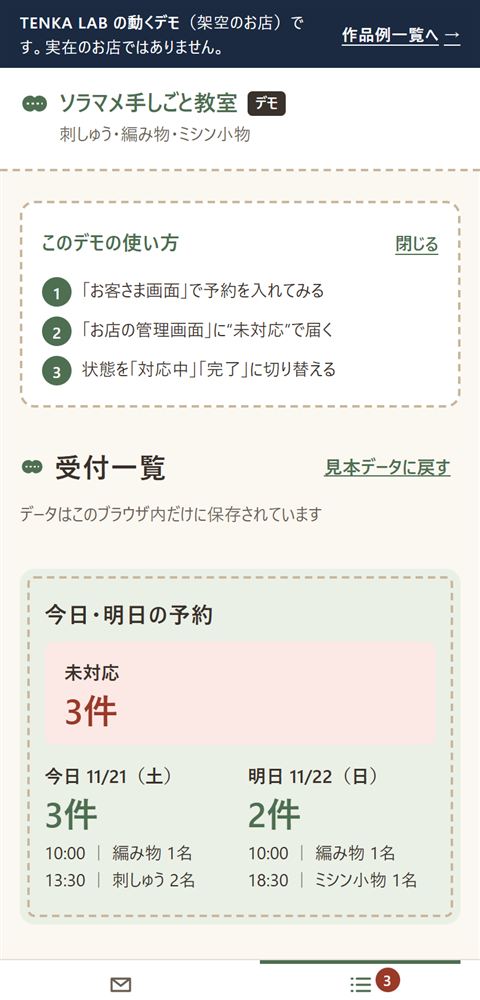 TENKA LAB の動くデモ（架空のお店）で
す。実在のお店ではありません。
作品例一覧へ →
ソラマメ手しごと教室 デモ
刺しゅう・編み物・ミシン小物
このデモの使い方
閉じる
1 「お客さま画面」で予約を入れてみる
2 「お店の管理画面」に“未対応”で届く
3 状態を「対応中」「完了」に切り替える
受付一覧
見本データに戻す
データはこのブラウザ内だけに保存されています
今日・明日の予約
未対応
3件
今日 11/21（土）
3件
10:00 ｜ 編み物 1名
13:30 ｜ 刺しゅう 2名
明日 11/22（日）
2件
10:00 ｜ 編み物 1名
18:30 ｜ ミシン小物 1名
3